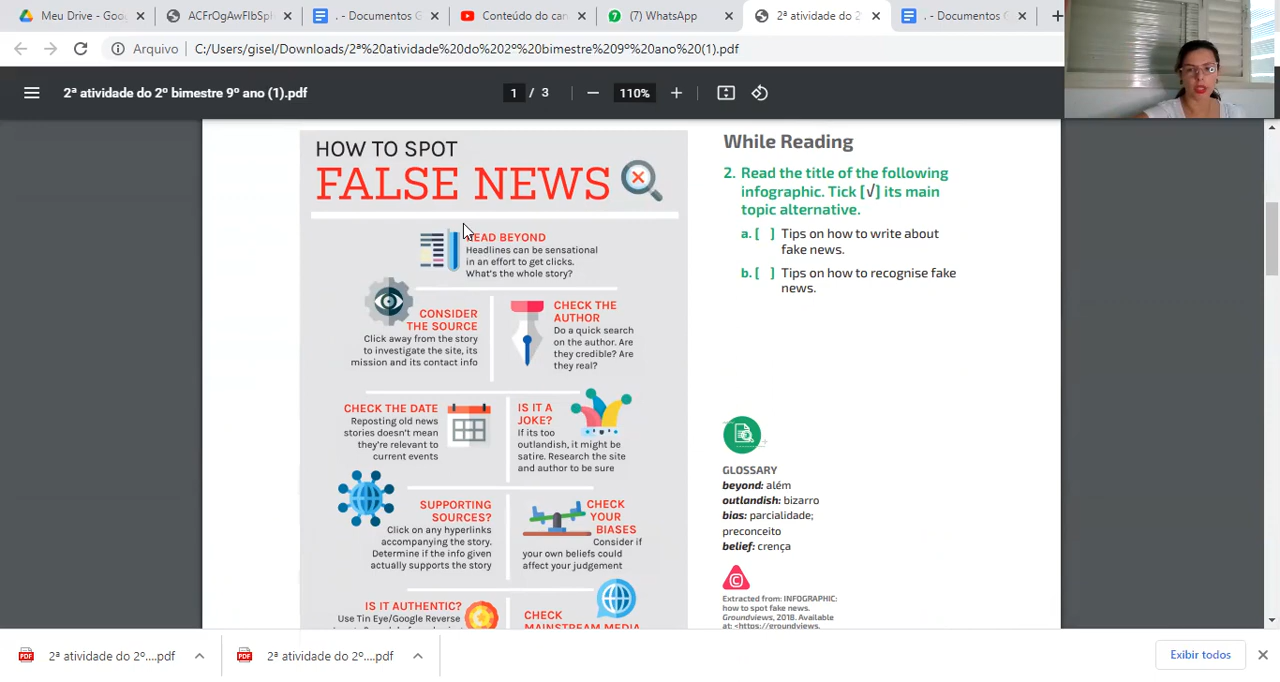 Meu Drive - Goo
ACFrOgAwFlbSpH
. - Documentos G
Conteúdo do can
(7) WhatsApp
2ª atividade do 2
. - Documentos G
Arquivo
C:/Users/gisel/Downloads/2ª%20atividade%20do%202º%20bimestre%209º%20ano%20(1).pdf
2ª atividade do 2º bimestre 9º ano (1).pdf
1 / 3
110%
HOW TO SPOT
FALSE NEWS
READ BEYOND
Headlines can be sensational
in an effort to get clicks.
What's the whole story?
CONSIDER
THE SOURCE
Click away from the story
to investigate the site, its
mission and its contact info
CHECK THE
AUTHOR
Do a quick search
on the author. Are
they credible? Are
they real?
CHECK THE DATE
Reposting old news
stories doesn't mean
they're relevant to
current events
IS IT A
JOKE?
If its too
outlandish, it might be
satire. Research the site
and author to be sure
SUPPORTING
SOURCES?
Click on any hyperlinks
accompanying the story.
Determine if the info given
actually supports the story
CHECK
YOUR
BIASES
Consider if
your own beliefs could
affect your judgement
IS IT AUTHENTIC?
Use Tin Eye/Google Reverse
CHECK
MAINSTREAM MEDIA
While Reading
2. Read the title of the following
infographic. Tick [√] its main
topic alternative.
a. [ ] Tips on how to write about
fake news.
b. [ ] Tips on how to recognise fake
news.
GLOSSARY
beyond: além
outlandish: bizarro
bias: parcialidade;
preconceito
belief: crença
Extracted from: INFOGRAPHIC:
how to spot fake news.
Groundviews, 2018. Available
at: <https://groundviews.
2ª atividade do 2º....pdf
2ª atividade do 2º....pdf
Exibir todos